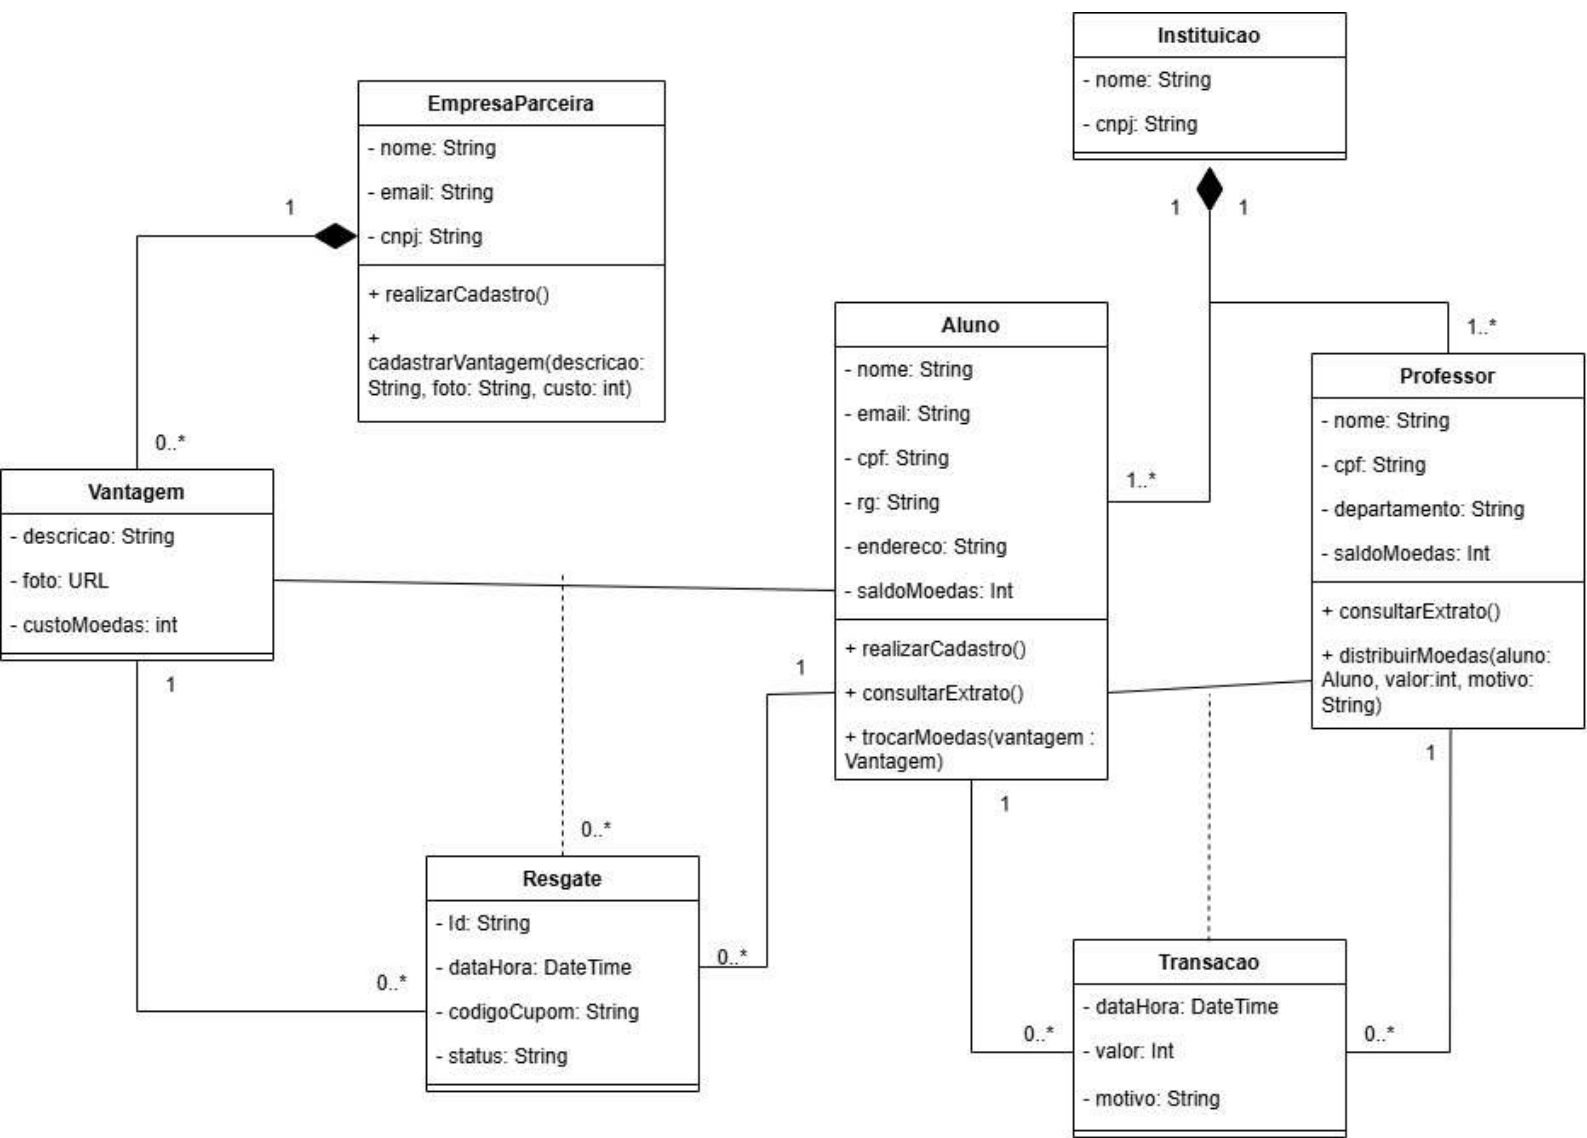 Instituicao
- nome: String
- cnpj: String
1
1
EmpresaParceira
- nome: String
- email: String
- cnpj: String
+ realizarCadastro()
+
cadastrarVantagem(descricao:
String, foto: String, custo: int)
1
0..*
Aluno
- nome: String
- email: String
- cpf: String
- rg: String
- endereco: String
- saldoMoedas: Int
+ realizarCadastro()
+ consultarExtrato()
+ trocarMoedas(vantagem :
Vantagem)
1..*
1..*
Professor
- nome: String
- cpf: String
- departamento: String
- saldoMoedas: Int
+ consultarExtrato()
+ distribuirMoedas(aluno:
Aluno, valor:int, motivo:
String)
Vantagem
- descricao: String
- foto: URL
- custoMoedas: int
1
1
1
1
0..*
Resgate
- Id: String
- dataHora: DateTime
- codigoCupom: String
- status: String
0..*
0..*
Transacao
- dataHora: DateTime
- valor: Int
- motivo: String
0..*
0..*